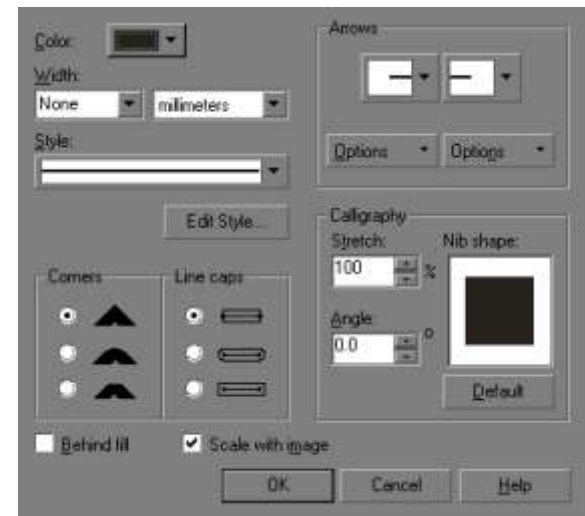 Color:
Width:
None
millimeters
Style:
Edit Style...
Corners
Line caps
Behind fill
Scale with image
Arrows
Options
Options
Calligraphy
Stretch:
100
%
Angle:
0.0
°
Nib shape:
Default
OK
Cancel
Help